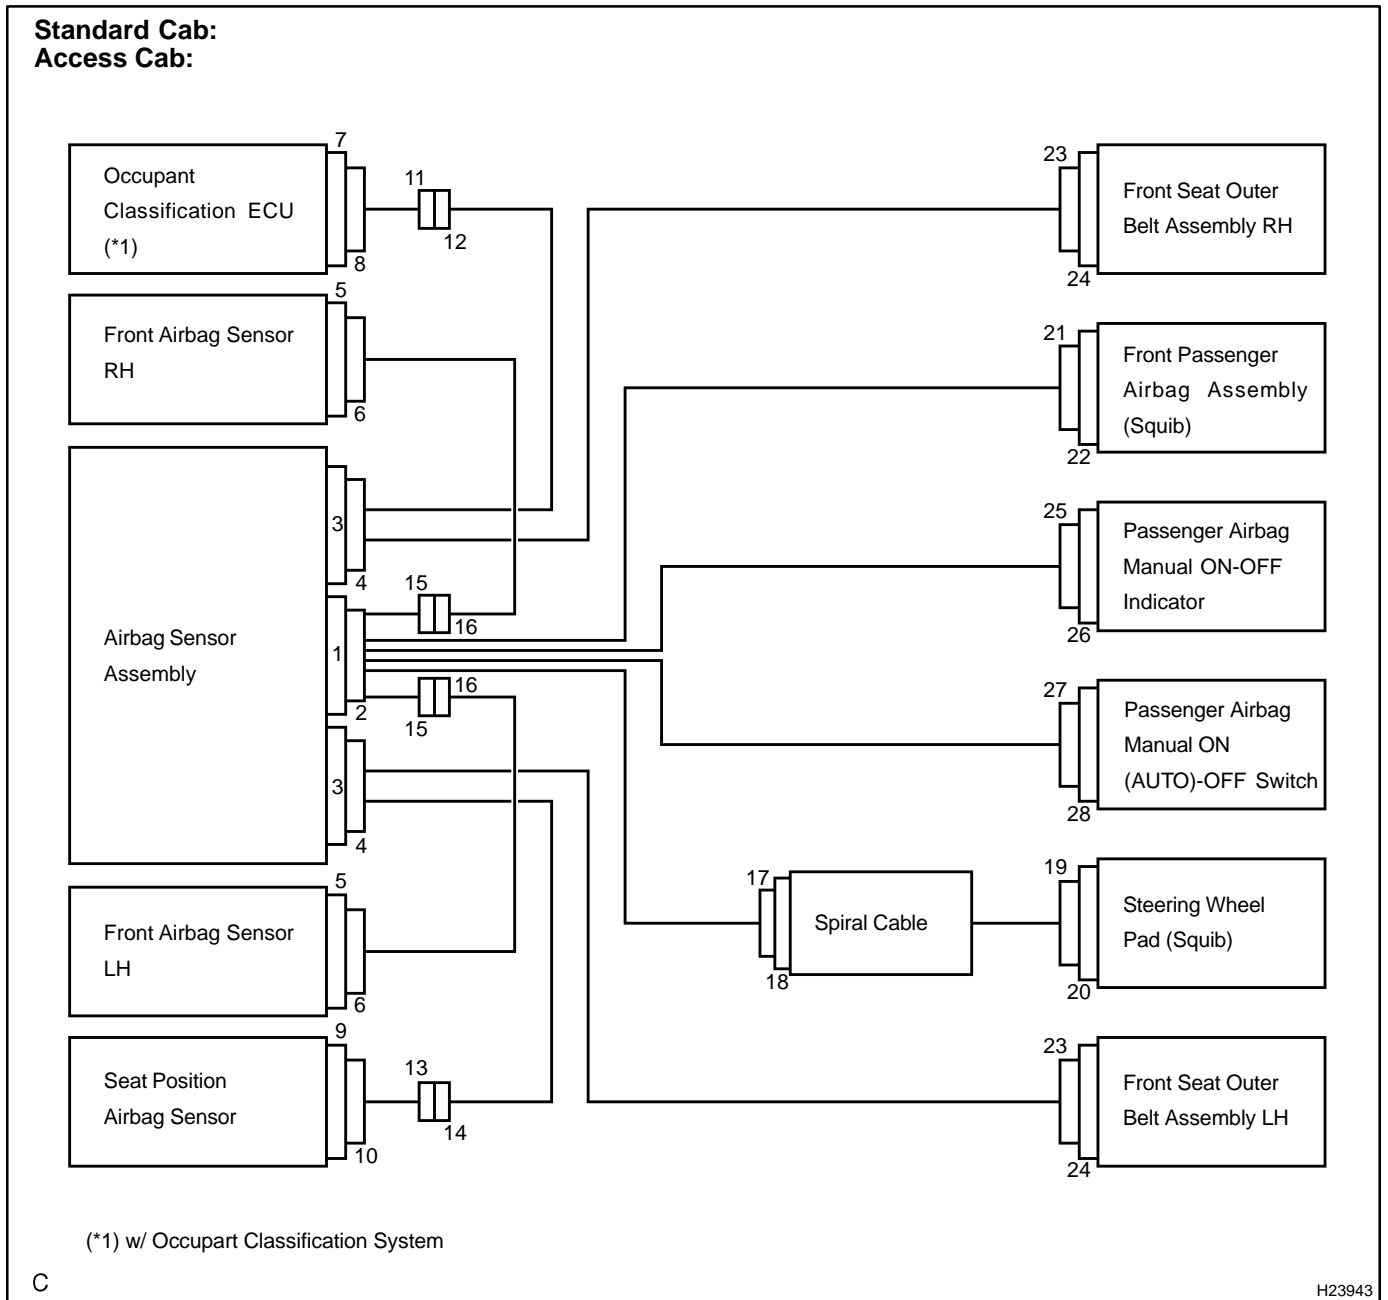 Standard Cab:
Access Cab:
7
Occupant
Classification ECU
(*1)
8
11
12
5
Front Airbag Sensor
RH
6
3
4
15
16
Airbag Sensor
Assembly
1
2
16
15
3
4
5
Front Airbag Sensor
LH
6
9
Seat Position
Airbag Sensor
10
13
14
23
Front Seat Outer
Belt Assembly RH
24
21
Front Passenger
Airbag Assembly
(Squib)
22
25
Passenger Airbag
Manual ON-OFF
Indicator
26
27
Passenger Airbag
Manual ON
(AUTO)-OFF Switch
28
17
Spiral Cable
18
19
Steering Wheel
Pad (Squib)
20
23
Front Seat Outer
Belt Assembly LH
24
(*1) w/ Occupart Classification System
C
H23943